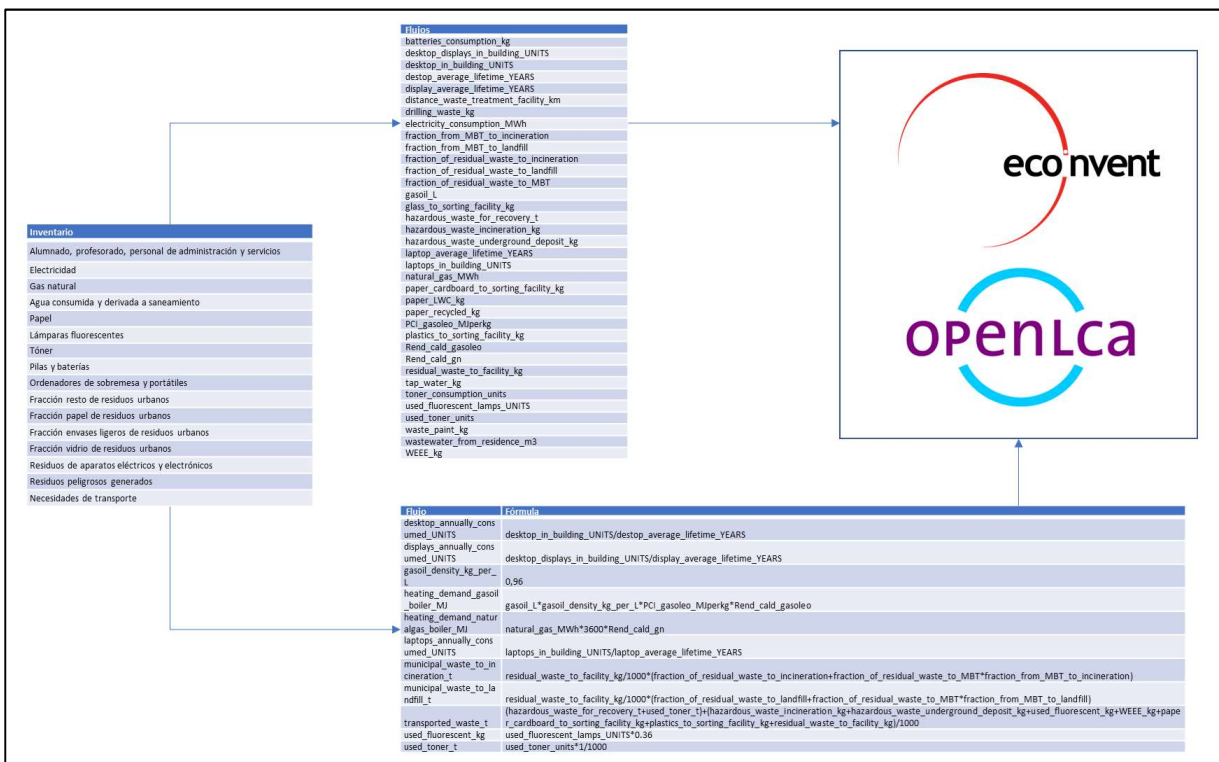 Flujos
batteries_consumption_kg
desktop_displays_in_building_UNITS
desktop_in_building_UNITS
destop_average_lifetime_YEARS
display_average_lifetime_YEARS
distance_waste_treatment_facility_km
drilling_waste_kg
electricity_consumption_MWh
fraction_from_MBT_to_incineration
fraction_from_MBT_to_landfill
fraction_of_residual_waste_to_incineration
fraction_of_residual_waste_to_landfill
fraction_of_residual_waste_to_MBT
gasoil_L
glass_to_sorting_facility_kg
hazardous_waste_for_recovery_t
hazardous_waste_incineration_kg
hazardous_waste_underground_deposit_kg
laptop_average_lifetime_YEARS
laptops_in_building_UNITS
natural_gas_MWh
paper_cardboard_to_sorting_facility_kg
paper_LWC_kg
paper_recycled_kg
PCI_gasoleo_MJperkg
plastics_to_sorting_facility_kg
Rend_cald_gasoleo
Rend_cald_gn
residual_waste_to_facility_kg
tap_water_kg
toner_consumption_units
used_fluorescent_lamps_UNITS
used_toner_units
waste_paint_kg
wastewater_from_residence_m3
WEEE_kg
ecoinvent
openLCA
Inventario
Alumnado, profesorado, personal de administración y servicios
Electricidad
Gas natural
Agua consumida y derivada a saneamiento
Papel
Lámparas fluorescentes
Tóner
Pilas y baterías
Ordenadores de sobremesa y portátiles
Fracción resto de residuos urbanos
Fracción papel de residuos urbanos
Fracción envases ligeros de residuos urbanos
Fracción vidrio de residuos urbanos
Residuos de aparatos eléctricos y electrónicos
Residuos peligrosos generados
Necesidades de transporte
Flujo Fórmula
desktop_annually_cons
umed_UNITS desktop_in_building_UNITS/destop_average_lifetime_YEARS
displays_annually_cons
umed_UNITS desktop_displays_in_building_UNITS/display_average_lifetime_YEARS
gasoil_density_kg_per_
L 0,96
heating_demand_gasoil
_boiler_MJ gasoil_L*gasoil_density_kg_per_L*PCI_gasoleo_MJperkg*Rend_cald_gasoleo
heating_demand_natur
algas_boiler_MJ natural_gas_MWh*3600*Rend_cald_gn
laptops_annually_cons
umed_UNITS laptops_in_building_UNITS/laptop_average_lifetime_YEARS
municipal_waste_to_in
cineration_t residual_waste_to_facility_kg/1000*(fraction_of_residual_waste_to_incineration+fraction_of_residual_waste_to_MBT*fraction_from_MBT_to_incineration)
municipal_waste_to_la
ndfill_t residual_waste_to_facility_kg/1000*(fraction_of_residual_waste_to_landfill+fraction_of_residual_waste_to_MBT*fraction_from_MBT_to_landfill)
(hazardous_waste_for_recovery_t+used_toner_t)+(hazardous_waste_incineration_kg+hazardous_waste_underground_deposit_kg+used_fluorescent_kg+WEEE_kg+pape
transported_waste_t r_cardboard_to_sorting_facility_kg+plastics_to_sorting_facility_kg+residual_waste_to_facility_kg)/1000
used_fluorescent_kg used_fluorescent_lamps_UNITS*0.36
used_toner_t used_toner_units*1/1000